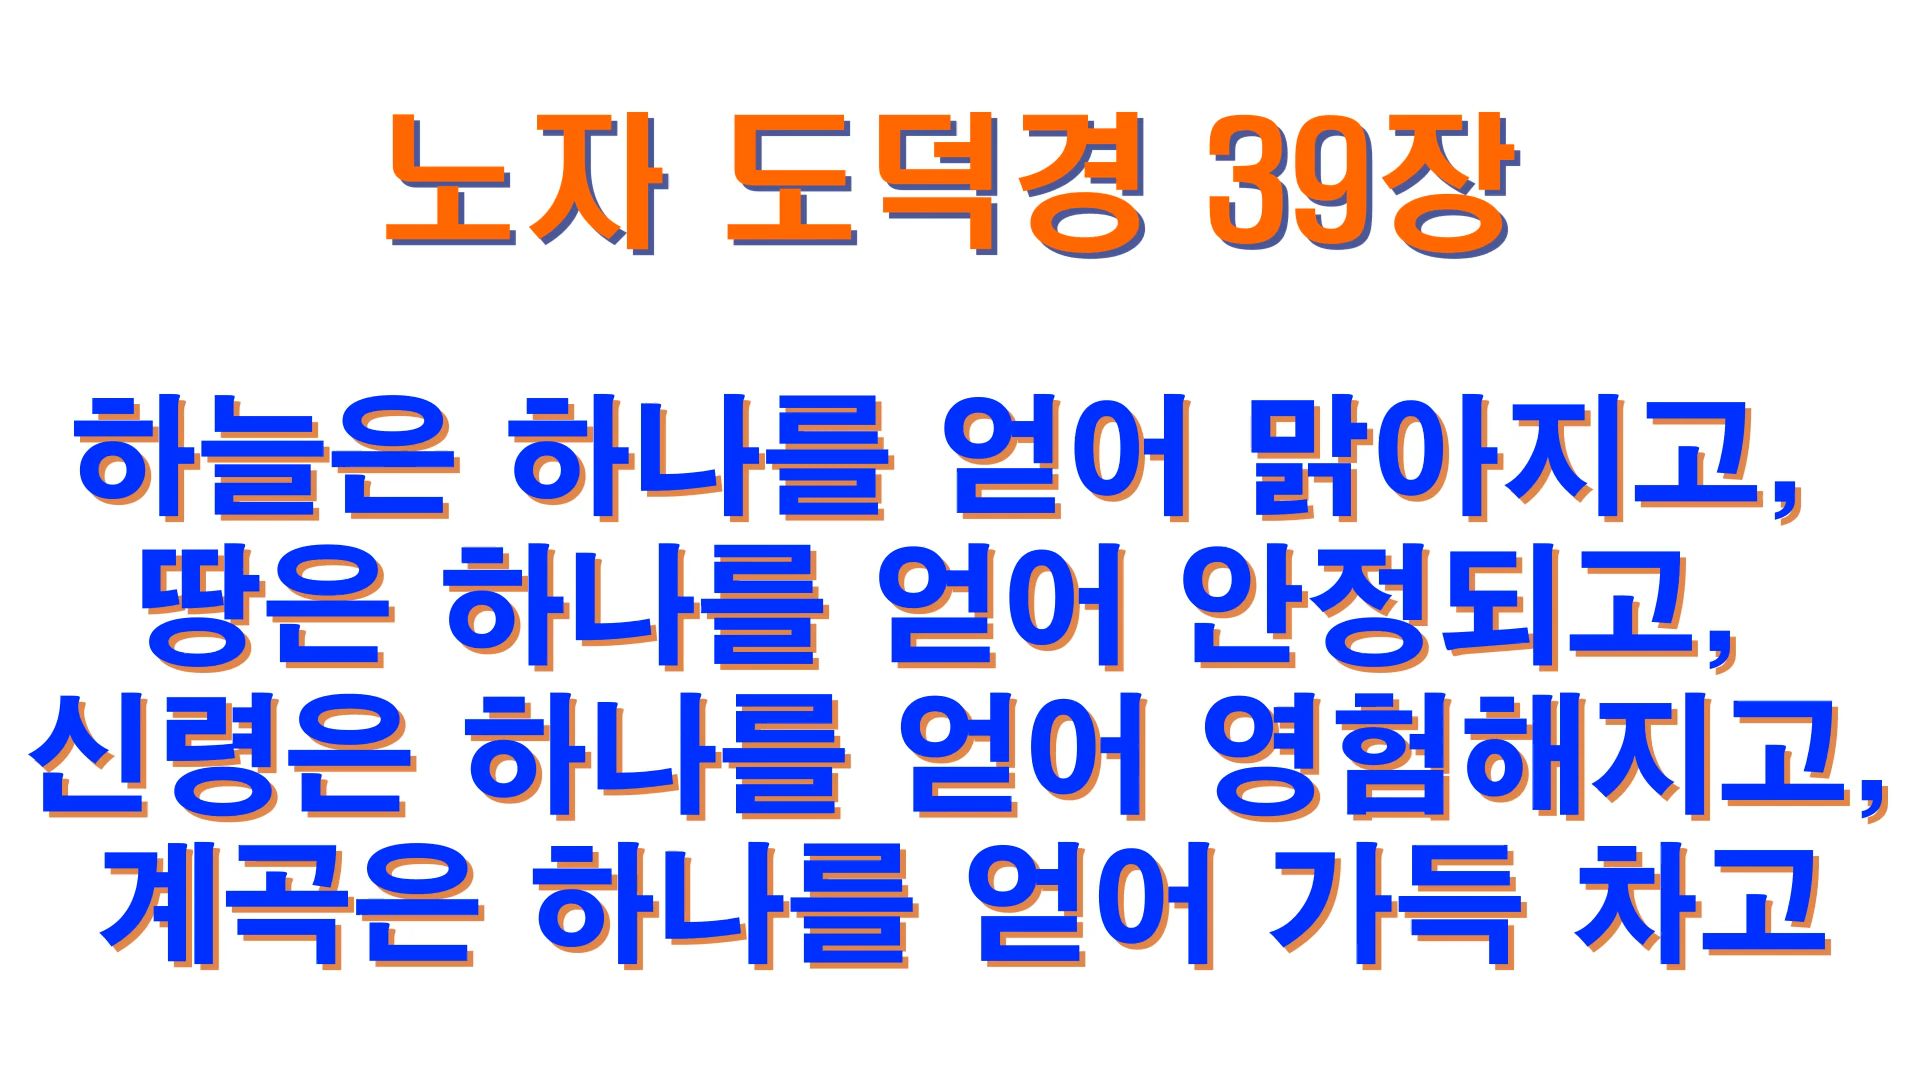 노자 도덕경 39장
하늘은 하나를 얻어 맑아지고,
땅은 하나를 얻어 안정되고,
신령은 하나를 얻어 영험해지고,
계곡은 하나를 얻어 가득 차고